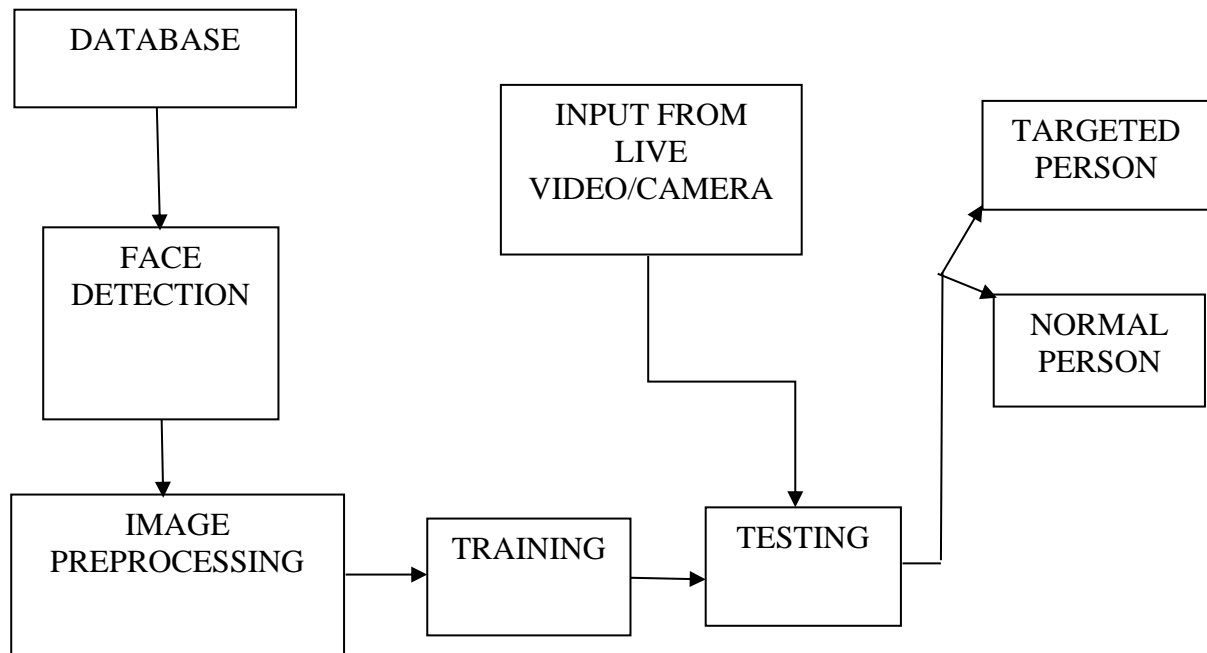 DATABASE
INPUT FROM
LIVE
VIDEO/CAMERA
TARGETED
PERSON
FACE
DETECTION
NORMAL
PERSON
IMAGE
PREPROCESSING
TRAINING
TESTING